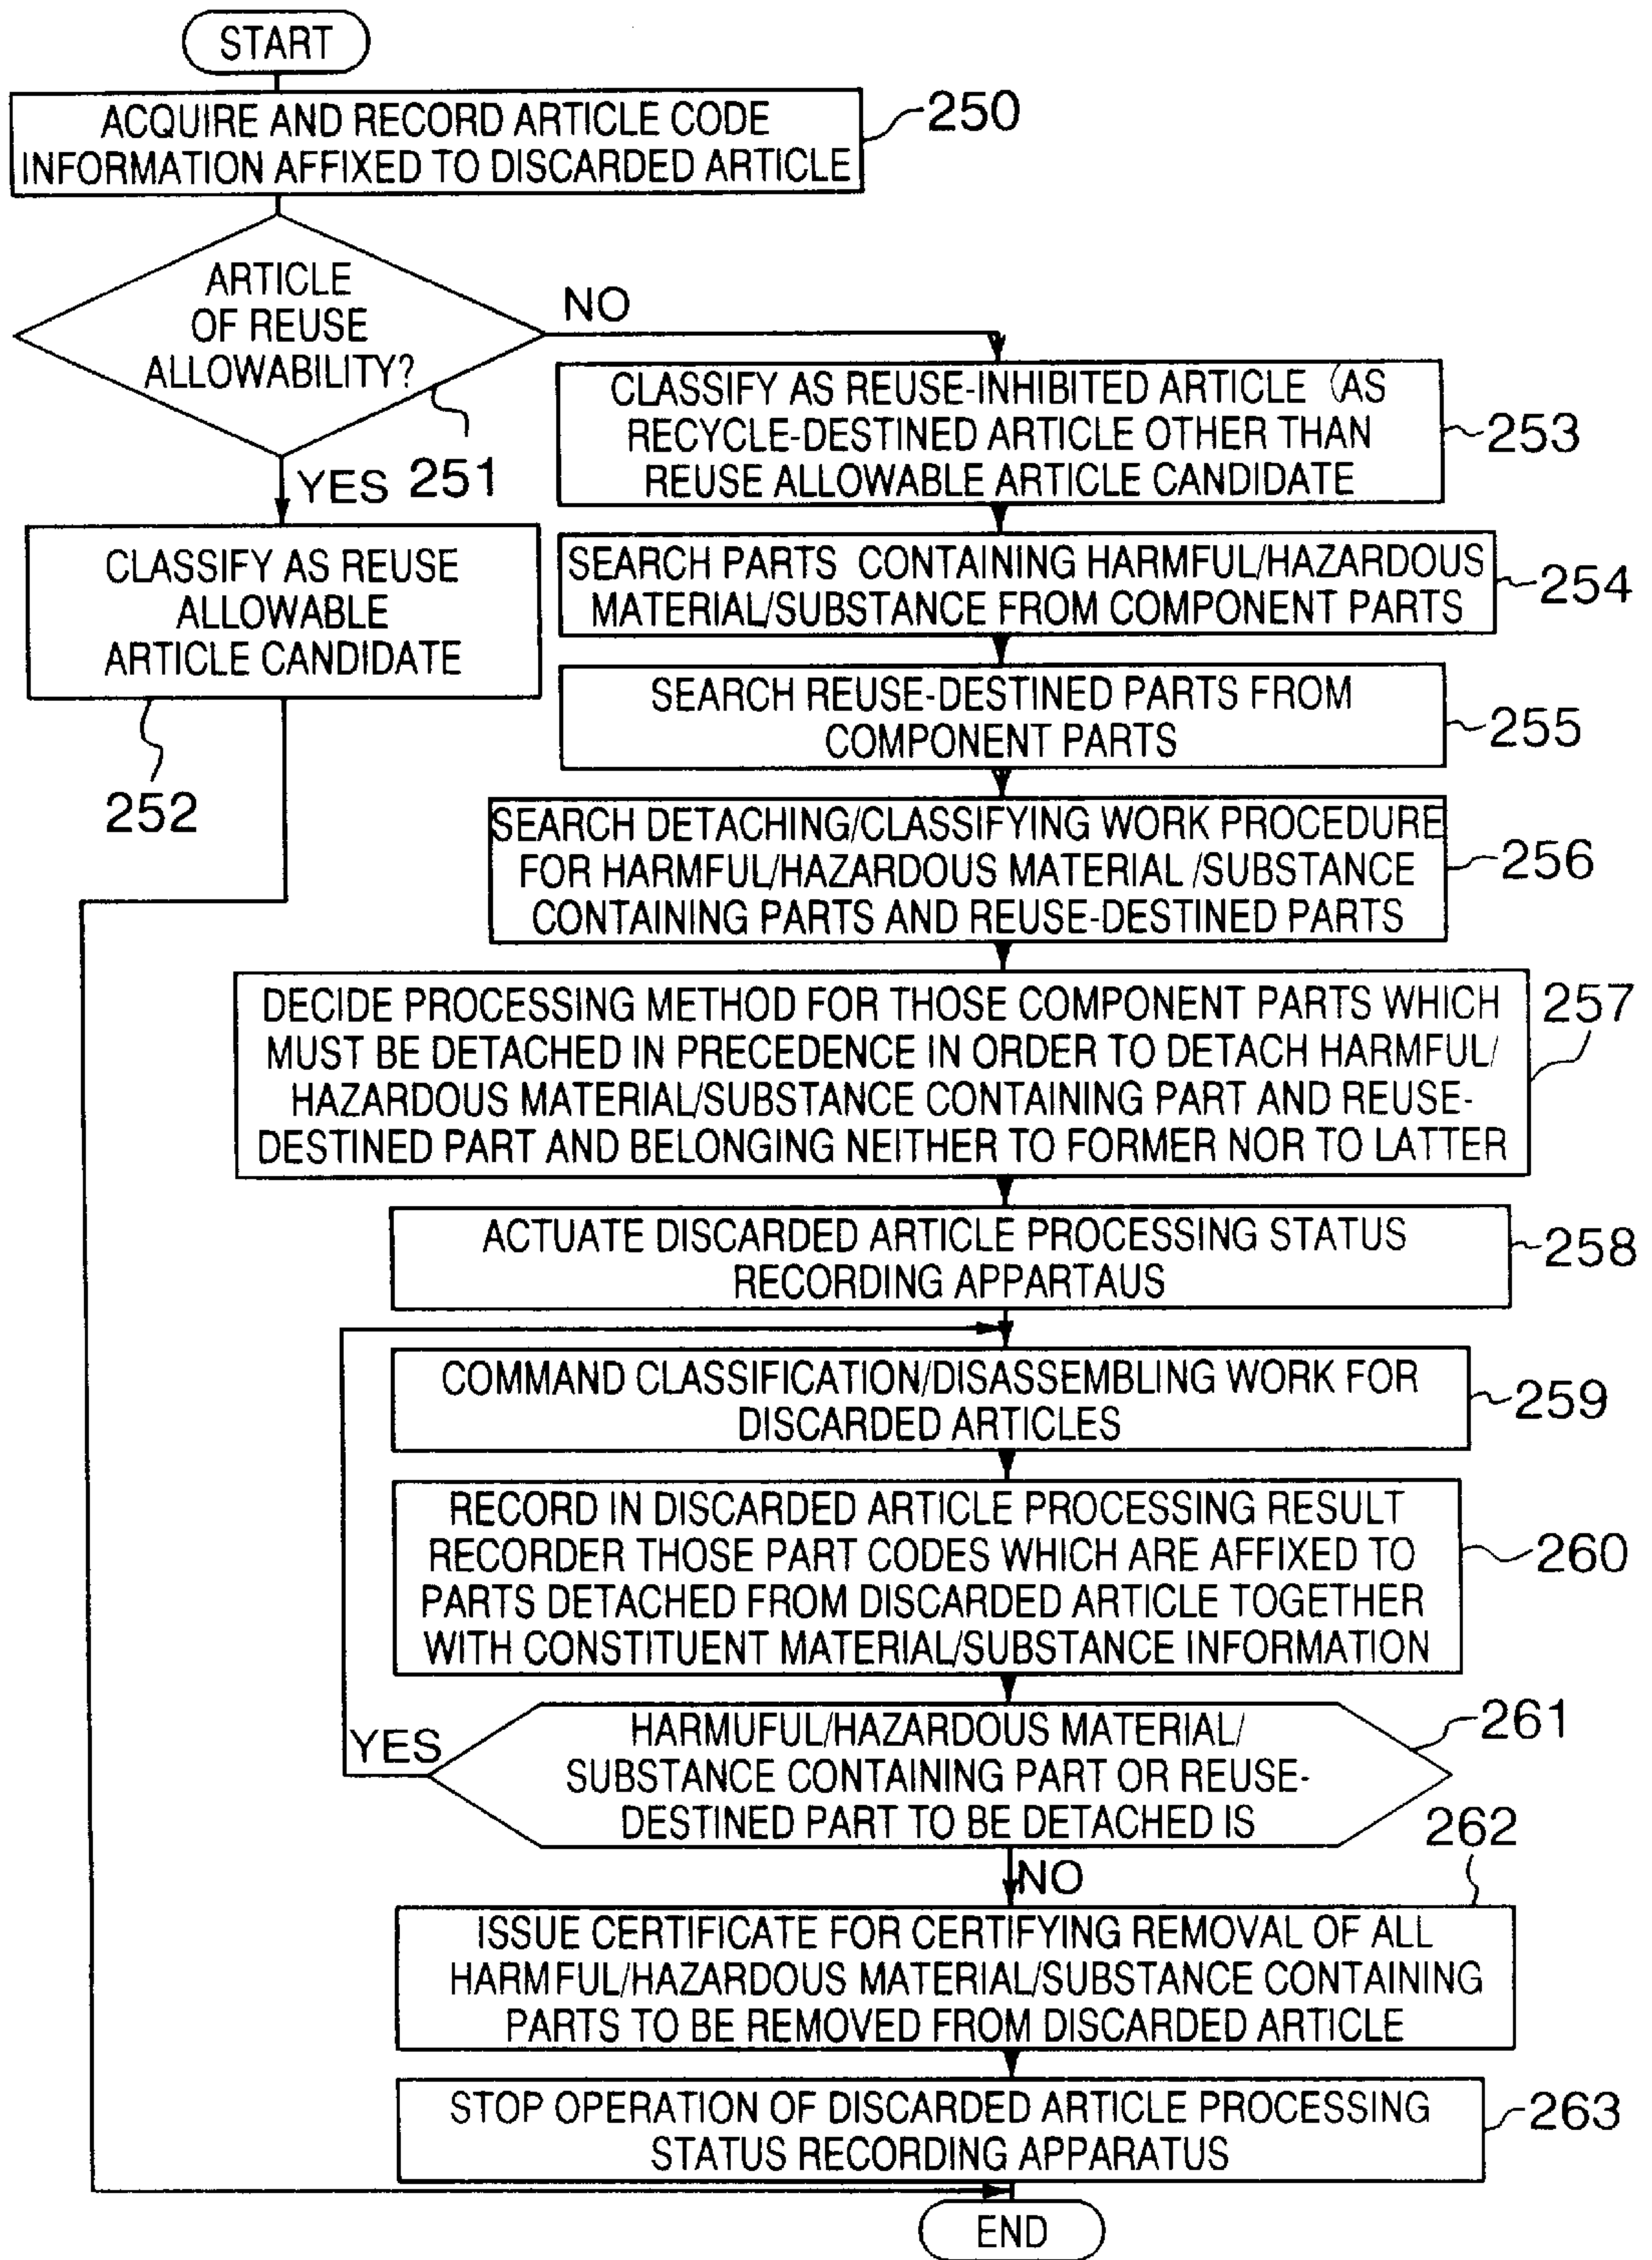 START
ACQUIRE AND RECORD ARTICLE CODE
INFORMATION AFFIXED TO DISCARDED ARTICLE
250
ARTICLE
OF REUSE
ALLOWABILITY?
NO
251
YES
CLASSIFY AS REUSE
ALLOWABLE
ARTICLE CANDIDATE
252
CLASSIFY AS REUSE-INHIBITED ARTICLE (AS
RECYCLE-DESTINED ARTICLE OTHER THAN
REUSE ALLOWABLE ARTICLE CANDIDATE
253
SEARCH PARTS CONTAINING HARMFUL/HAZARDOUS
MATERIAL/SUBSTANCE FROM COMPONENT PARTS
254
SEARCH REUSE-DESTINED PARTS FROM
COMPONENT PARTS
255
SEARCH DETACHING/CLASSIFYING WORK PROCEDURE
FOR HARMFUL/HAZARDOUS MATERIAL /SUBSTANCE
CONTAINING PARTS AND REUSE-DESTINED PARTS
256
DECIDE PROCESSING METHOD FOR THOSE COMPONENT PARTS WHICH
MUST BE DETACHED IN PRECEDENCE IN ORDER TO DETACH HARMFUL/
HAZARDOUS MATERIAL/SUBSTANCE CONTAINING PART AND REUSE-
DESTINED PART AND BELONGING NEITHER TO FORMER NOR TO LATTER
257
ACTUATE DISCARDED ARTICLE PROCESSING STATUS
RECORDING APPARTAUS
258
COMMAND CLASSIFICATION/DISASSEMBLING WORK FOR
DISCARDED ARTICLES
259
RECORD IN DISCARDED ARTICLE PROCESSING RESULT
RECORDER THOSE PART CODES WHICH ARE AFFIXED TO
PARTS DETACHED FROM DISCARDED ARTICLE TOGETHER
WITH CONSTITUENT MATERIAL/SUBSTANCE INFORMATION
260
HARMUFUL/HAZARDOUS MATERIAL/
SUBSTANCE CONTAINING PART OR REUSE-
DESTINED PART TO BE DETACHED IS
261
YES
NO
262
ISSUE CERTIFICATE FOR CERTIFYING REMOVAL OF ALL
HARMFUL/HAZARDOUS MATERIAL/SUBSTANCE CONTAINING
PARTS TO BE REMOVED FROM DISCARDED ARTICLE
STOP OPERATION OF DISCARDED ARTICLE PROCESSING
STATUS RECORDING APPARATUS
263
END